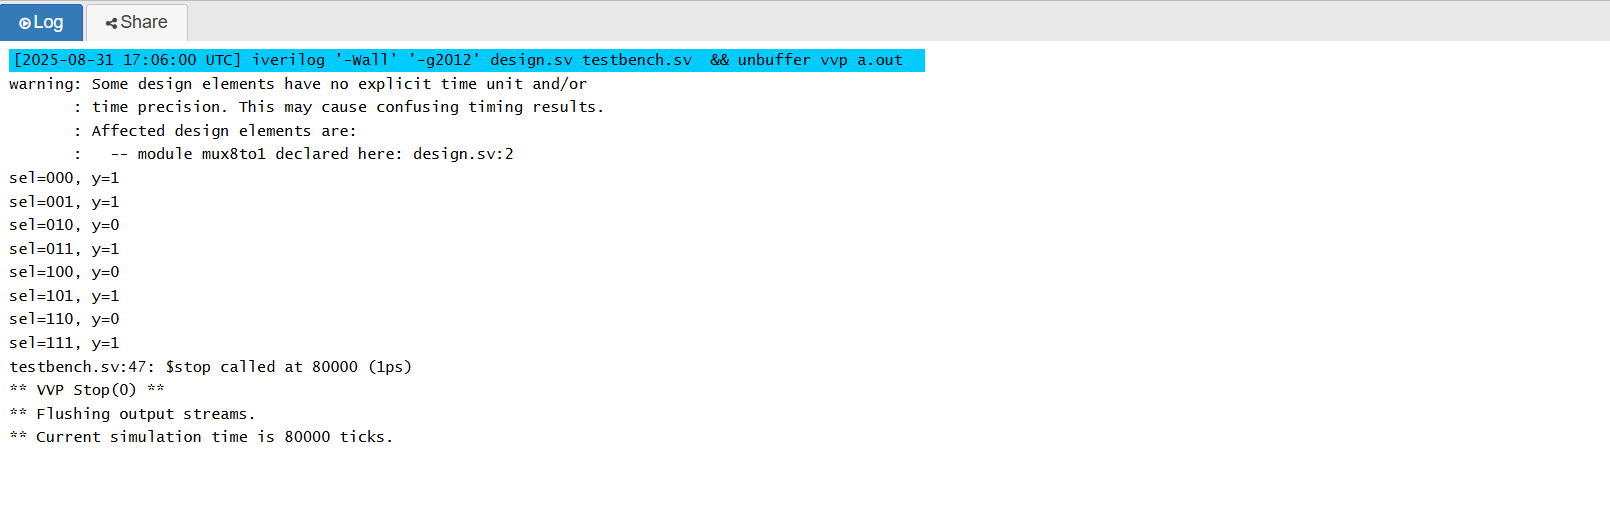 Log Share
[2025-08-31 17:06:00 UTC] iverilog '-Wall' '-g2012' design.sv testbench.sv  && unbuffer vvp a.out
warning: Some design elements have no explicit time unit and/or
       : time precision. This may cause confusing timing results.
       : Affected design elements are:
       :   -- module mux8to1 declared here: design.sv:2
sel=000, y=1
sel=001, y=1
sel=010, y=0
sel=011, y=1
sel=100, y=0
sel=101, y=1
sel=110, y=0
sel=111, y=1
testbench.sv:47: $stop called at 80000 (1ps)
** VVP Stop(0) **
** Flushing output streams.
** Current simulation time is 80000 ticks.